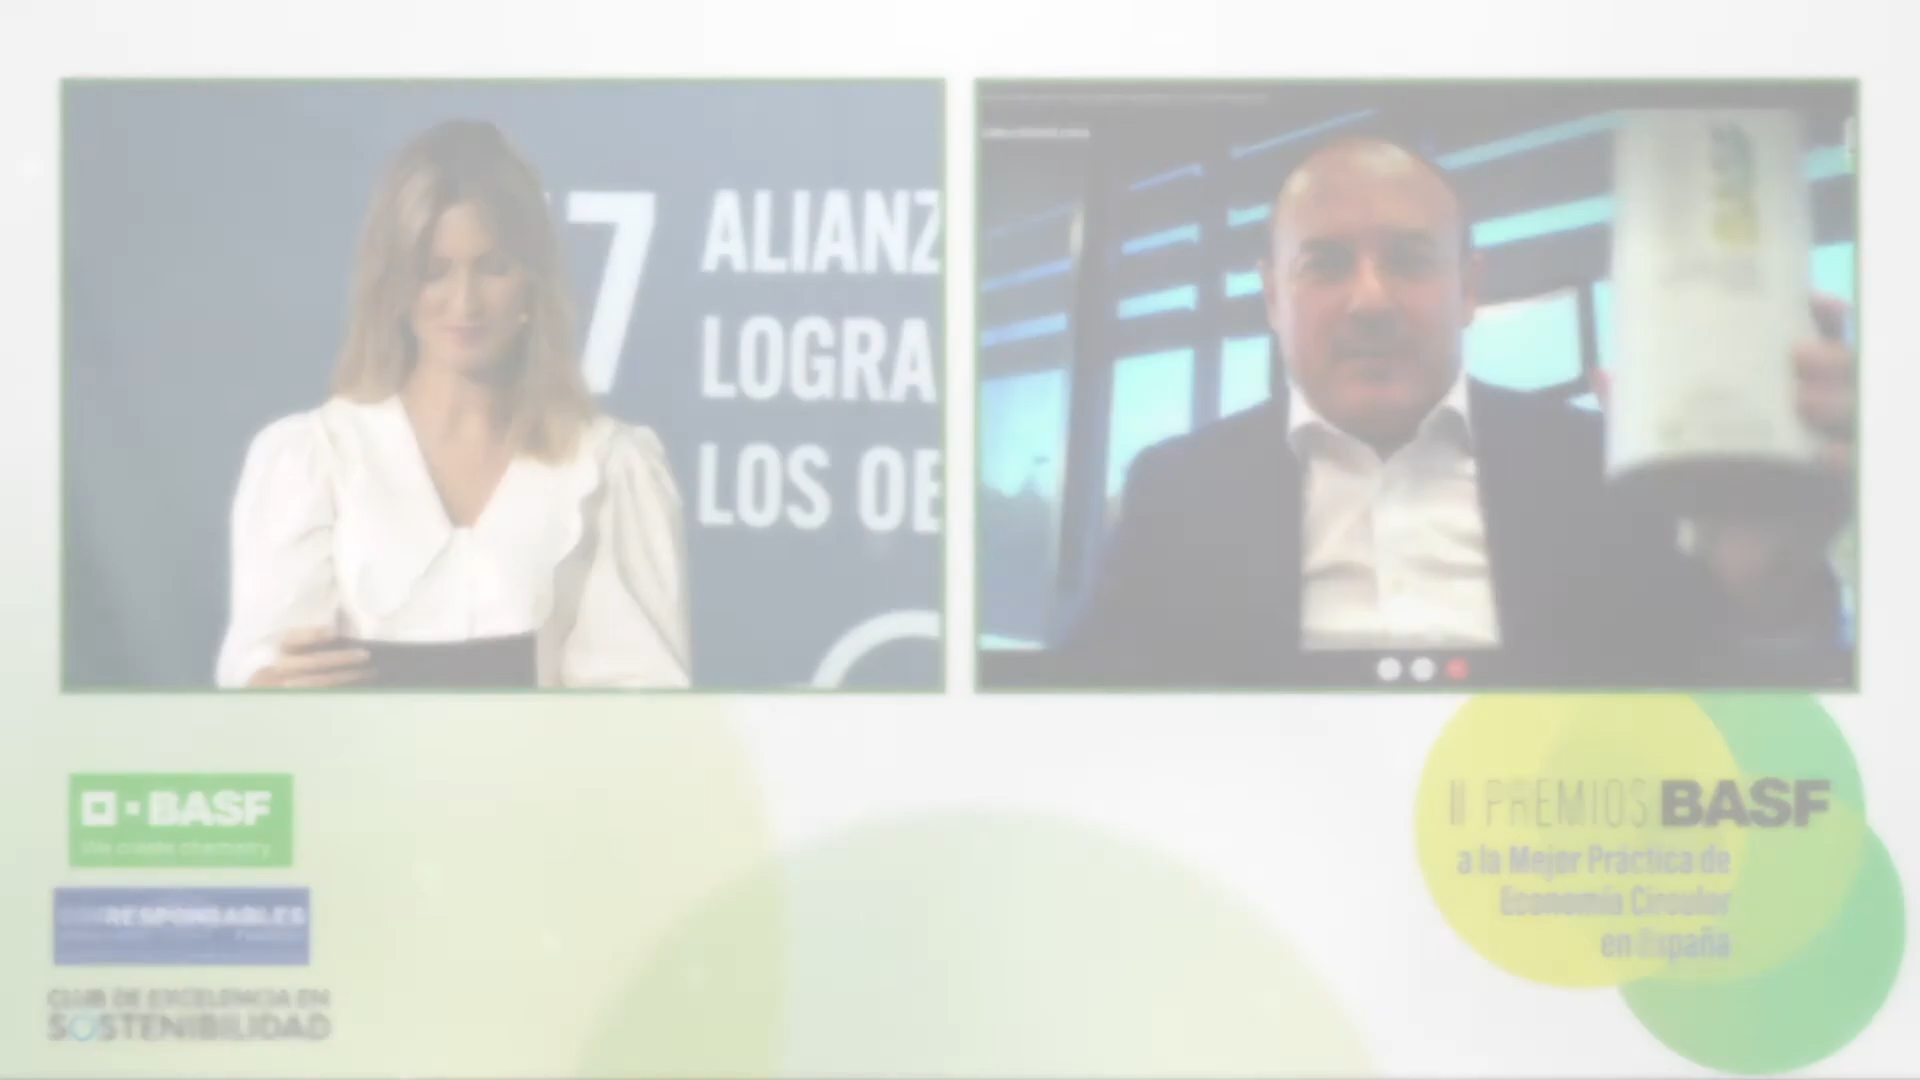 7
ALIANZ
LOGRA
LOS OB
BASF
We create chemistry
RESPONSABLES
CLUB DE EXCELENCIA EN
SOSTENIBILIDAD
II PREMIOS BASF
a la Mejor Práctica de
Economía Circular
en España